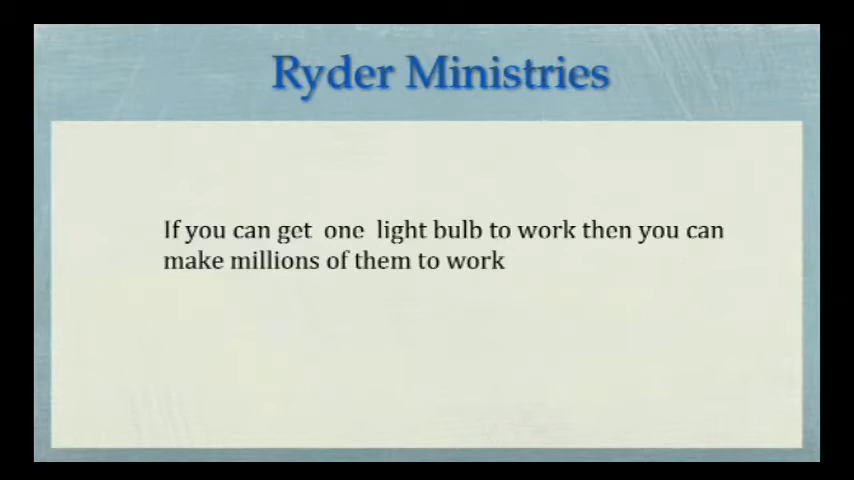 Ryder Ministries
If you can get one light bulb to work then you can
make millions of them to work